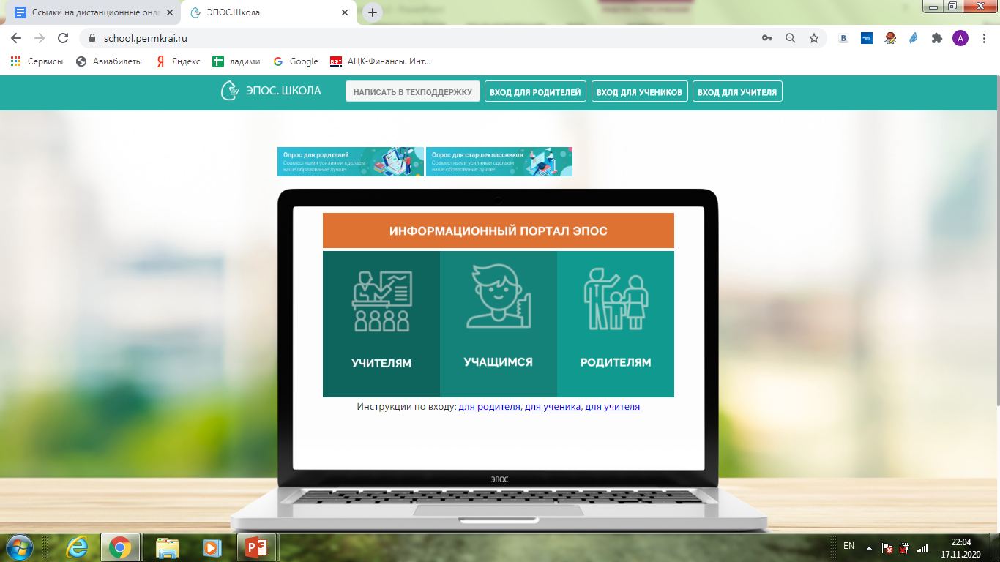 Ссылки на дистанционные онла
ЭПОС.Школа
school.permkrai.ru
A
Сервисы
Авиабилеты
Яндекс
ладими
Google
БФТ
АЦК-Финансы. Инт...
ЭПОС. ШКОЛА
НАПИСАТЬ В ТЕХПОДДЕРЖКУ
ВХОД ДЛЯ РОДИТЕЛЕЙ
ВХОД ДЛЯ УЧЕНИКОВ
ВХОД ДЛЯ УЧИТЕЛЯ
Опрос для родителей
Совместными усилиями сделаем
наше образование лучше!
Опрос для старшеклассников
Совместными усилиями сделаем
наше образование лучше!
ИНФОРМАЦИОННЫЙ ПОРТАЛ ЭПОС
УЧИТЕЛЯМ
УЧАЩИМСЯ
РОДИТЕЛЯМ
Инструкции по входу: для родителя, для ученика, для учителя
ЭПОС
EN
22:04
17.11.2020